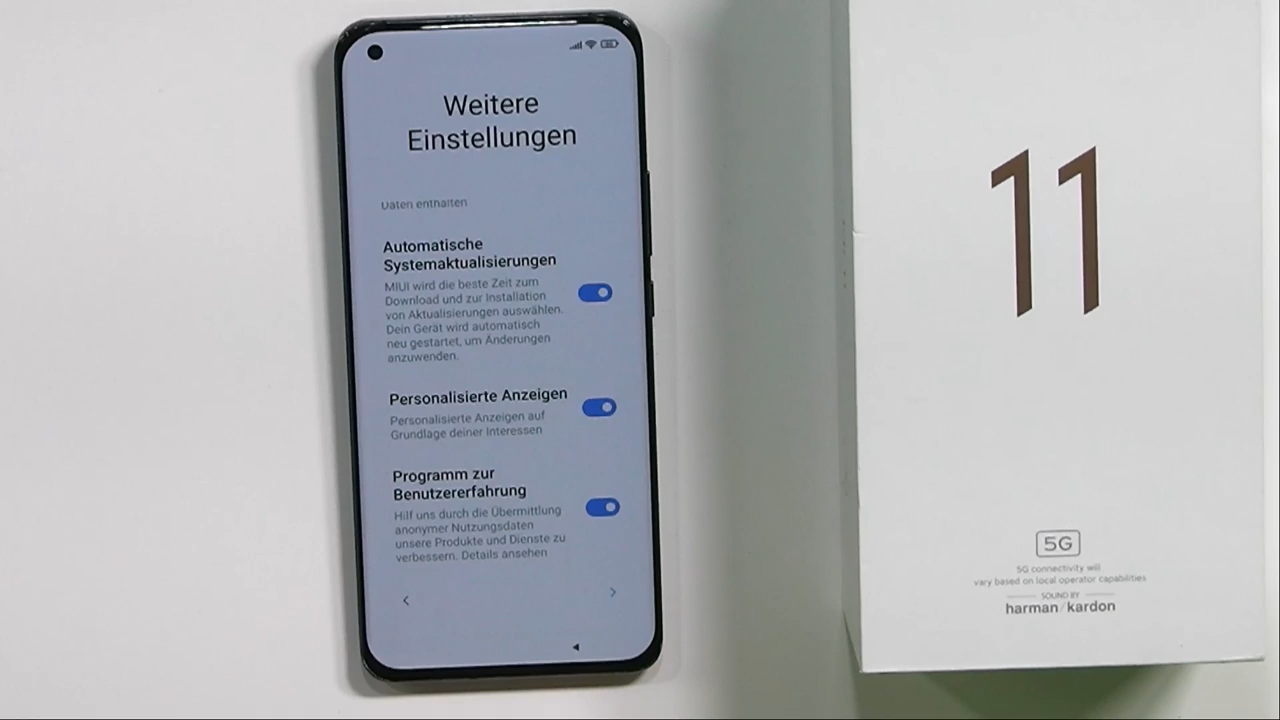 Weitere
Einstellungen
Daten enthalten
Automatische
Systemaktualisierungen
MIUI wird die beste Zeit zum
Download und zur Installation
von Aktualisierungen auswählen.
Dein Gerät wird automatisch
neu gestartet, um Änderungen
anzuwenden.
Personalisierte Anzeigen
Personalisierte Anzeigen auf
Grundlage deiner Interessen
Programm zur
Benutzererfahrung
Hilf uns durch die Übermittlung
anonymer Nutzungsdaten
unsere Produkte und Dienste zu
verbessern. Details ansehen
11
5G
5G connectivity will
vary based on local operator capabilities
SOUND BY
harman/kardon